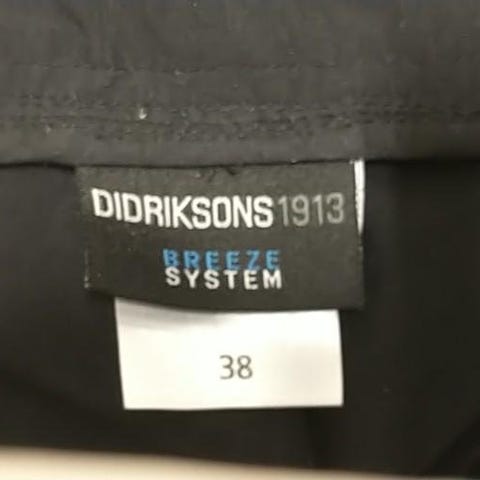 DIDRIKSONS1913
BREEZE
SYSTEM
38